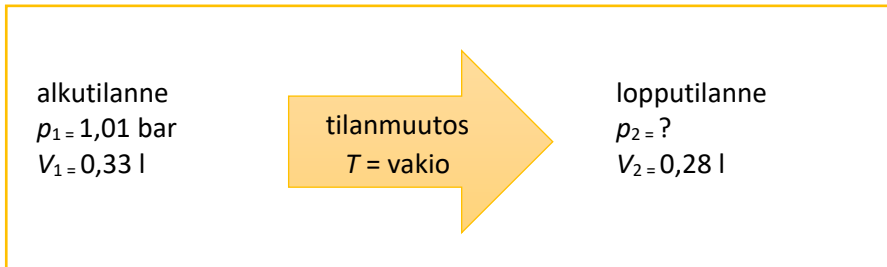 alkutilanne
p₁ = 1,01 bar
V₁ = 0,33 l
tilanmuutos
T = vakio
lopputilanne
p₂ = ?
V₂ = 0,28 l